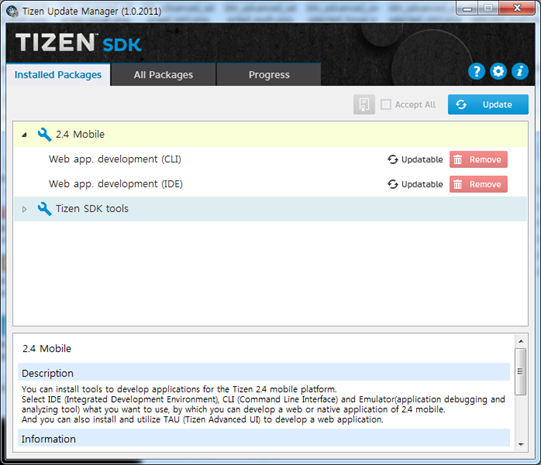 Tizen Update Manager (1.0.2011)
TIZEN™ SDK
Installed Packages All Packages Progress
Accept All Update
2.4 Mobile
Web app. development (CLI) Updatable Remove
Web app. development (IDE) Updatable Remove
Tizen SDK tools
2.4 Mobile
Description
You can install tools to develop applications for the Tizen 2.4 mobile platform.
Select IDE (Integrated Development Environment), CLI (Command Line Interface) and Emulator(application debugging and
analyzing tool) what you want to use, by which you can develop a web or native application of 2.4 mobile.
And you can also install and utilize TAU (Tizen Advanced UI) to develop a web application.
Information